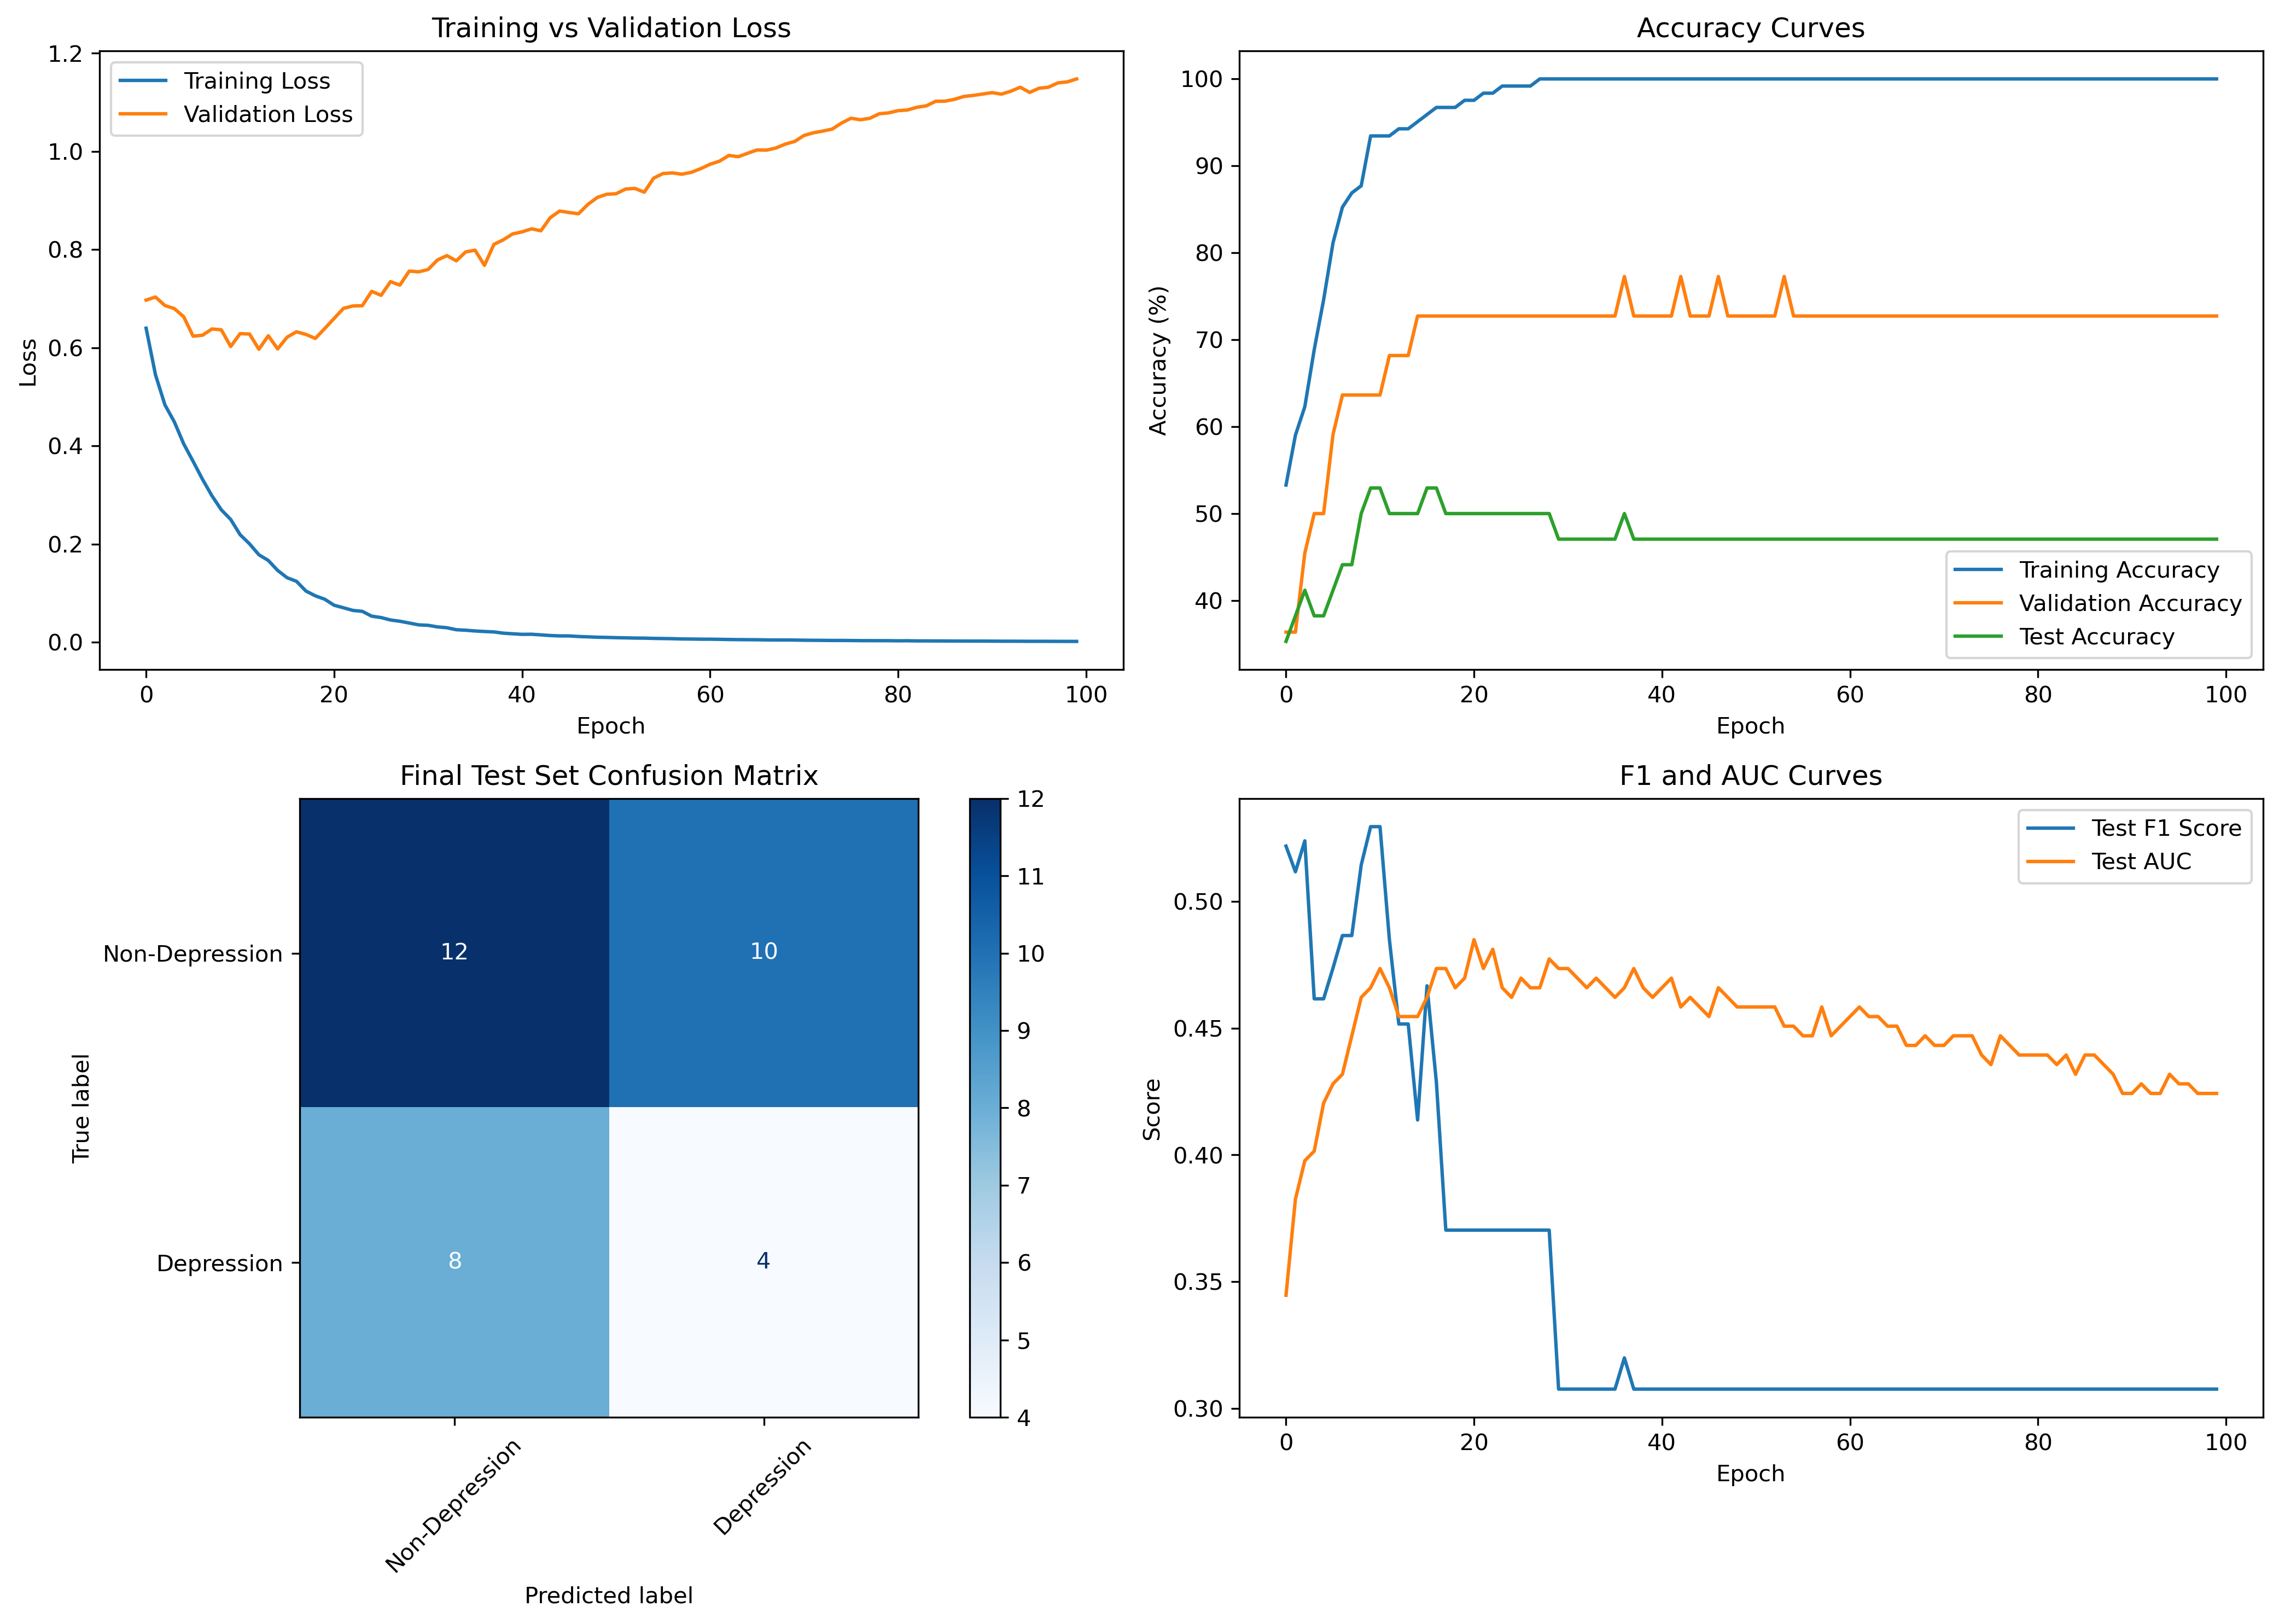 Training vs Validation Loss
Training Loss
Validation Loss
1.2
1.0
0.8
0.6
0.4
0.2
0.0
Loss
0 20 40 60 80 100
Epoch
Accuracy Curves
100
90
80
70
60
50
40
Accuracy (%)
Training Accuracy
Validation Accuracy
Test Accuracy
0 20 40 60 80 100
Epoch
Final Test Set Confusion Matrix
True label
Non-Depression
12 10
Depression
8 4
Non-Depression
Depression
Predicted label
12
11
10
9
8
7
6
5
4
F1 and AUC Curves
Test F1 Score
Test AUC
0.50
0.45
0.40
0.35
0.30
Score
0 20 40 60 80 100
Epoch